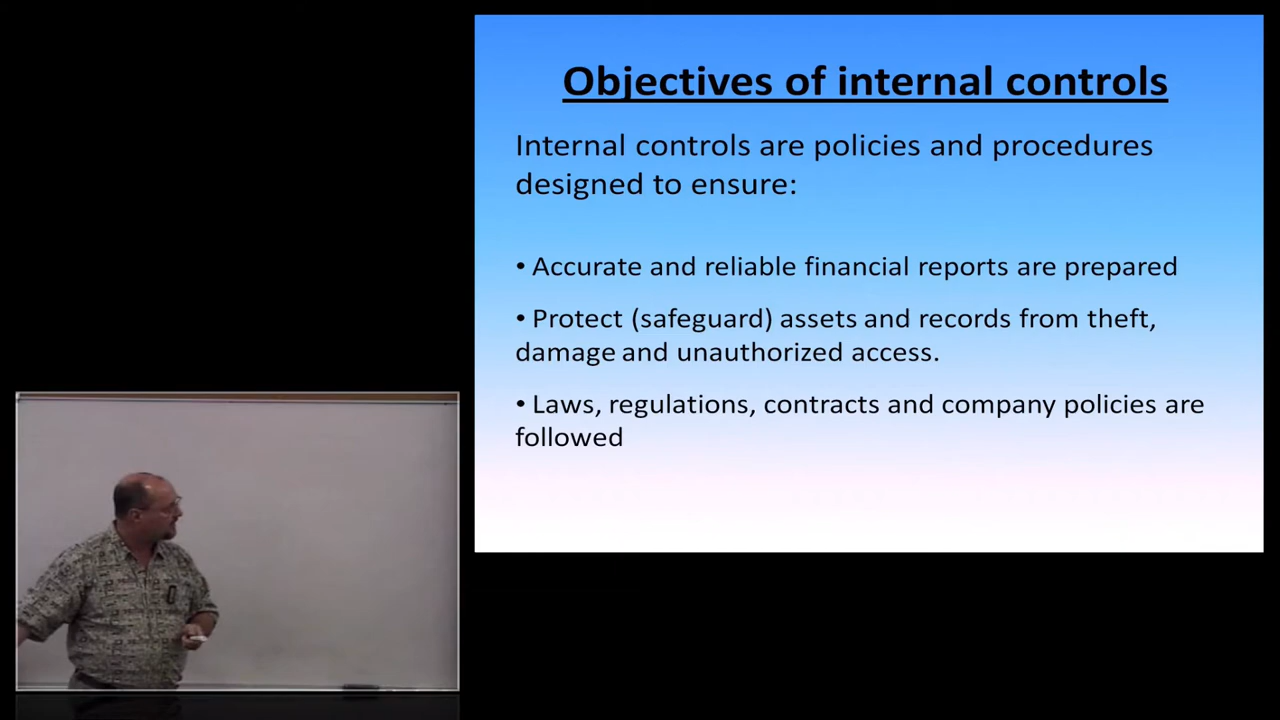 Objectives of internal controls
Internal controls are policies and procedures
designed to ensure:
• Accurate and reliable financial reports are prepared
• Protect (safeguard) assets and records from theft,
damage and unauthorized access.
• Laws, regulations, contracts and company policies are
followed